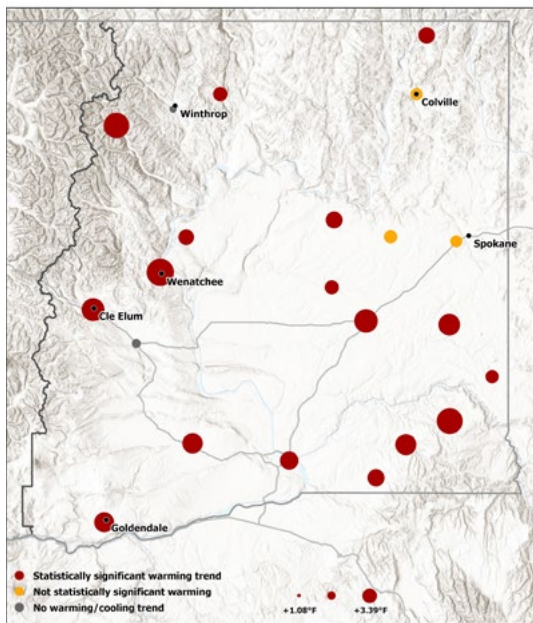 Winthrop
Colville
Spokane
Wenatchee
Cle Elum
Goldendale
Statistically significant warming trend
Not statistically significant warming
No warming/cooling trend
+1.08°F +3.39°F